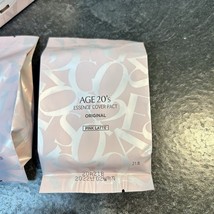 AGE 20's
ESSENCE COVER PACT
ORIGINAL
PINK LATTE